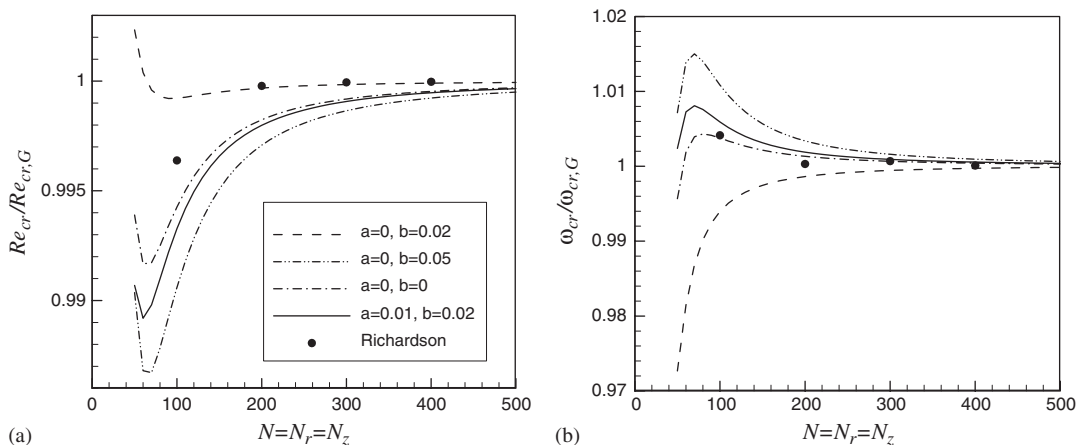 1
0.995
0.99
Re_cr/Re_cr,G
0 100 200 300 400 500
N=N_r=N_z
(a)
a=0, b=0.02
a=0, b=0.05
a=0, b=0
a=0.01, b=0.02
Richardson
1.02
1.01
1
0.99
0.98
0.97
ω_cr/ω_cr,G
0 100 200 300 400 500
N=N_r=N_z
(b)